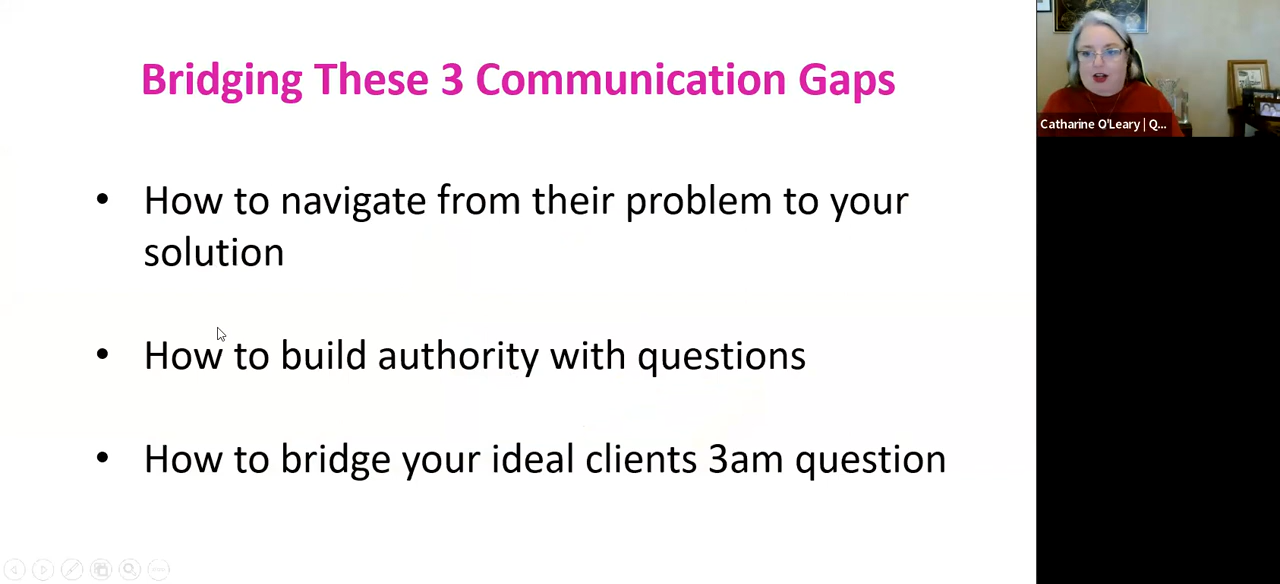 Bridging These 3 Communication Gaps
• How to navigate from their problem to your
solution
• How to build authority with questions
• How to bridge your ideal clients 3am question
Catharine O'Leary | Q...